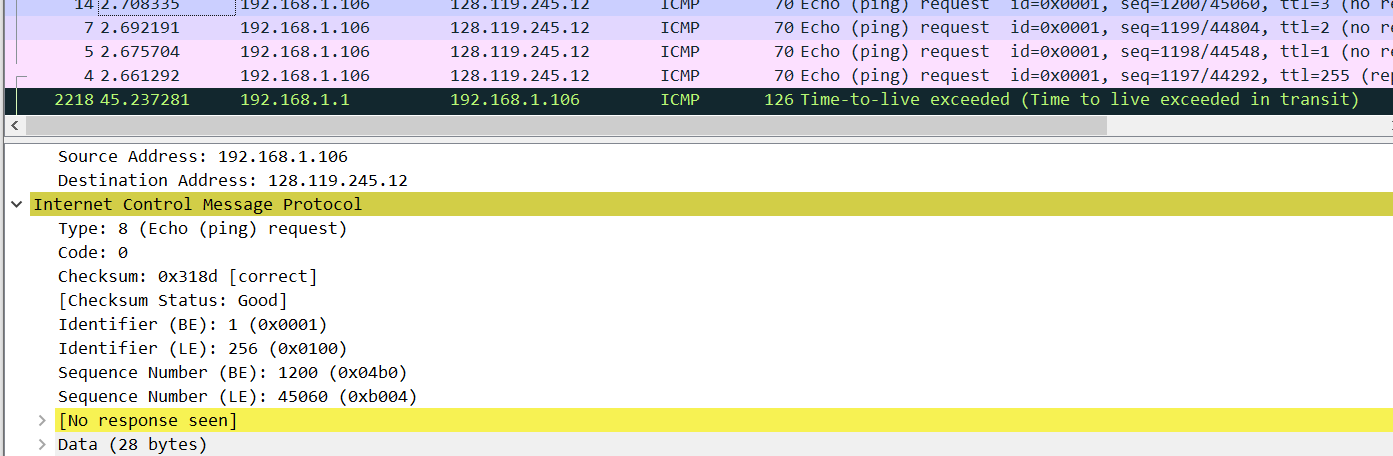 14 2.708335 192.168.1.106 128.119.245.12 ICMP 70 Echo (ping) request id=0x0001, seq=1200/45060, ttl=3 (no re
7 2.692191 192.168.1.106 128.119.245.12 ICMP 70 Echo (ping) request id=0x0001, seq=1199/44804, ttl=2 (no re
5 2.675704 192.168.1.106 128.119.245.12 ICMP 70 Echo (ping) request id=0x0001, seq=1198/44548, ttl=1 (no re
4 2.661292 192.168.1.106 128.119.245.12 ICMP 70 Echo (ping) request id=0x0001, seq=1197/44292, ttl=255 (rep
2218 45.237281 192.168.1.1 192.168.1.106 ICMP 126 Time-to-live exceeded (Time to live exceeded in transit)
Source Address: 192.168.1.106
Destination Address: 128.119.245.12
Internet Control Message Protocol
Type: 8 (Echo (ping) request)
Code: 0
Checksum: 0x318d [correct]
[Checksum Status: Good]
Identifier (BE): 1 (0x0001)
Identifier (LE): 256 (0x0100)
Sequence Number (BE): 1200 (0x04b0)
Sequence Number (LE): 45060 (0xb004)
[No response seen]
Data (28 bytes)